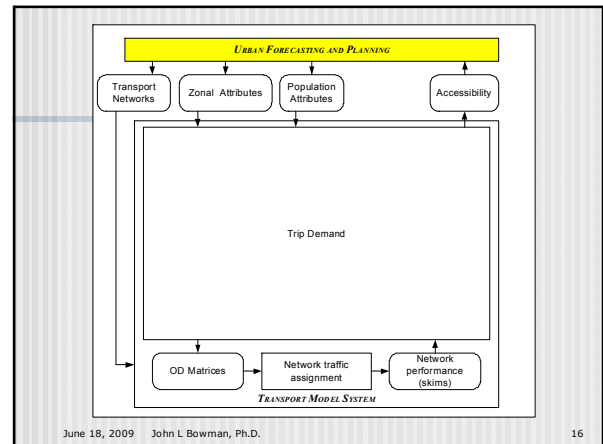 URBAN FORECASTING AND PLANNING
Transport
Networks
Zonal Attributes
Population
Attributes
Accessibility
Trip Demand
OD Matrices
Network traffic
assignment
Network
performance
(skims)
TRANSPORT MODEL SYSTEM
June 18, 2009 John L Bowman, Ph.D. 16